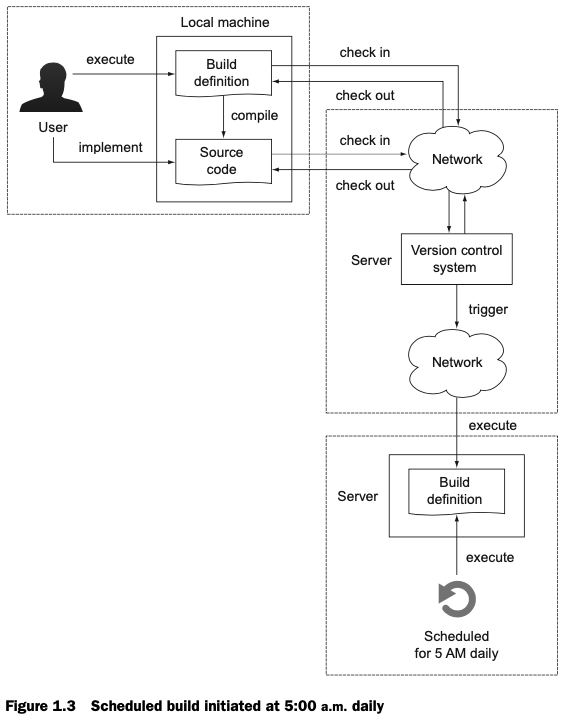 Local machine
execute
Build
definition
check in
check out
User
compile
implement
Source
code
check in
check out
Network
Server
Version control
system
trigger
Network
execute
Server
Build
definition
execute
Scheduled
for 5 AM daily
Figure 1.3 Scheduled build initiated at 5:00 a.m. daily